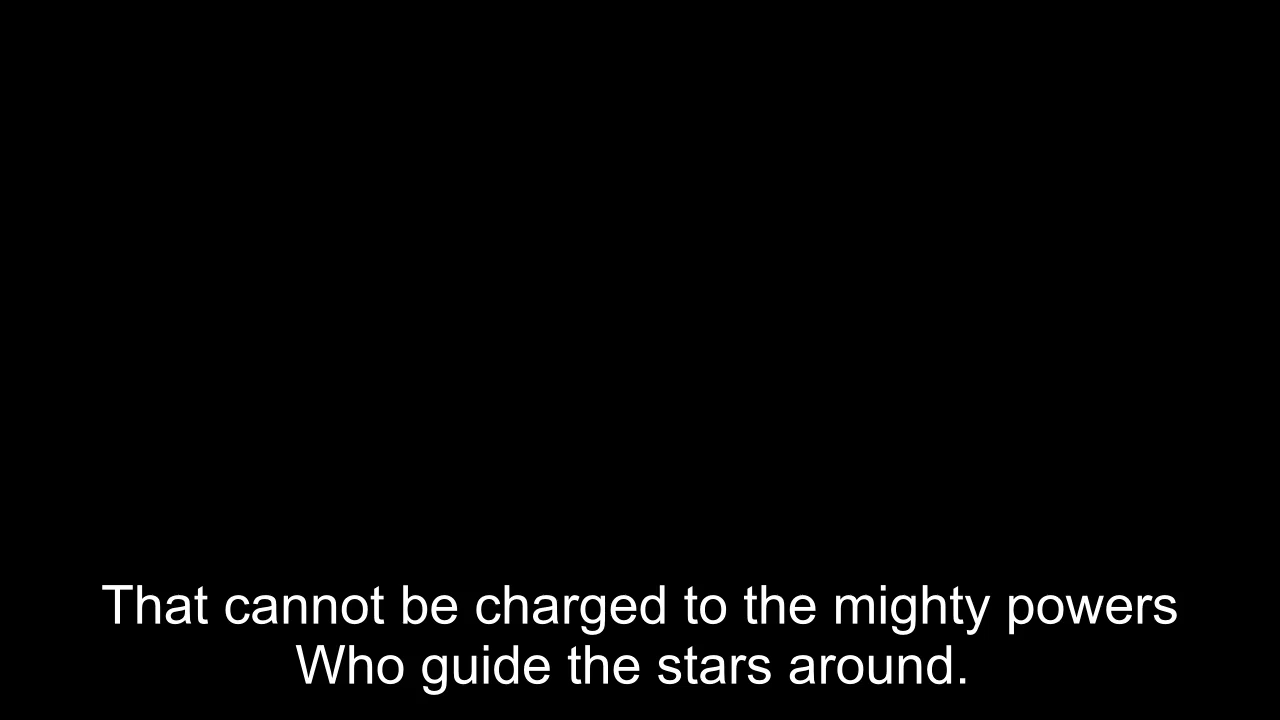 That cannot be charged to the mighty powers
Who guide the stars around.